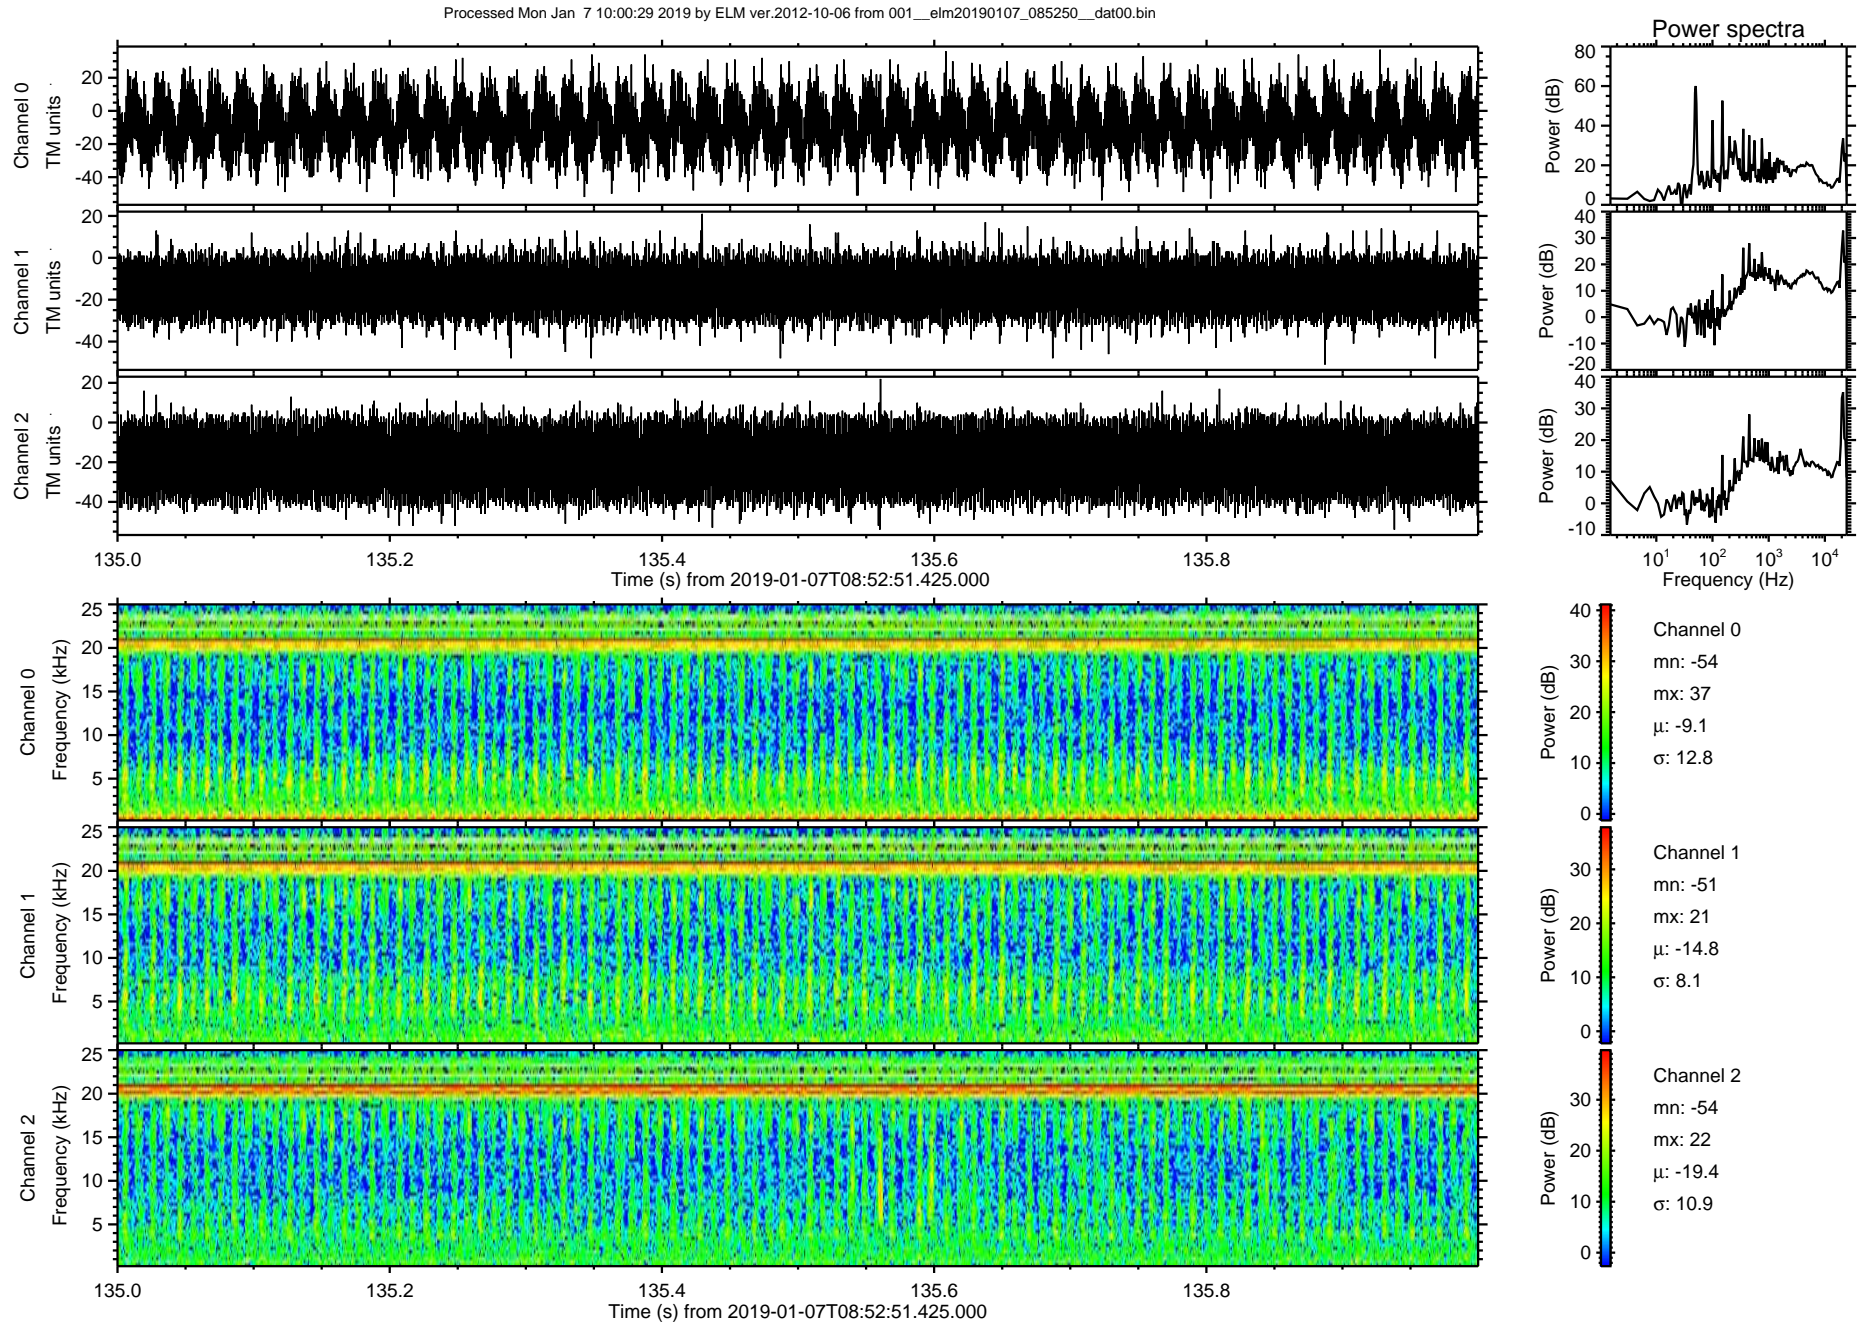 Processed Mon Jan  7 10:00:29 2019 by ELM ver.2012-10-06 from 001__elm20190107_085250__dat00.bin
Power spectra
Channel 0
TM units
20
0
-20
-40
Power (dB)
80
60
40
20
0
Channel 1
TM units
20
0
-20
-40
Power (dB)
40
30
20
10
0
-10
-20
Channel 2
TM units
20
0
-20
-40
Power (dB)
40
30
20
10
0
-10
135.0 135.2 135.4 135.6 135.8
Time (s) from 2019-01-07T08:52:51.425.000
10¹ 10² 10³ 10⁴
Frequency (Hz)
Channel 0
Frequency (kHz)
25
20
15
10
5
Power (dB)
40
30
20
10
0
Channel 0
mn: -54
mx: 37
μ: -9.1
σ: 12.8
Channel 1
Frequency (kHz)
25
20
15
10
5
Power (dB)
30
20
10
0
Channel 1
mn: -51
mx: 21
μ: -14.8
σ: 8.1
Channel 2
Frequency (kHz)
25
20
15
10
5
Power (dB)
30
20
10
0
Channel 2
mn: -54
mx: 22
μ: -19.4
σ: 10.9
135.0 135.2 135.4 135.6 135.8
Time (s) from 2019-01-07T08:52:51.425.000